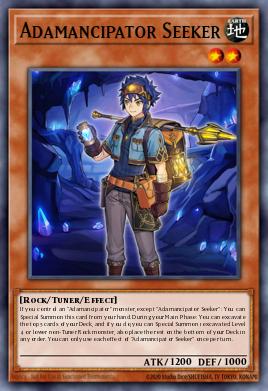 ADAMANCIPATOR SEEKER
EARTH
地
[ROCK/TUNER/EFFECT]
If you control an "Adamancipator" monster, except "Adamancipator Seeker": You can
Special Summon this card from your hand. During your Main Phase: You can excavate
the top 5 cards of your Deck, and if you do, you can Special Summon 1 excavated Level
4 or lower non-Tuner Rock monster, also place the rest on the bottom of your Deck in
any order. You can only use each effect of "Adamancipator Seeker" once per turn.
ATK/1200 DEF/1000
©2020 Studio Dice/SHUEISHA, TV TOKYO, KONAMI